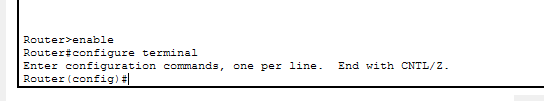 Router>enable
Router#configure terminal
Enter configuration commands, one per line.  End with CNTL/Z.
Router(config)#